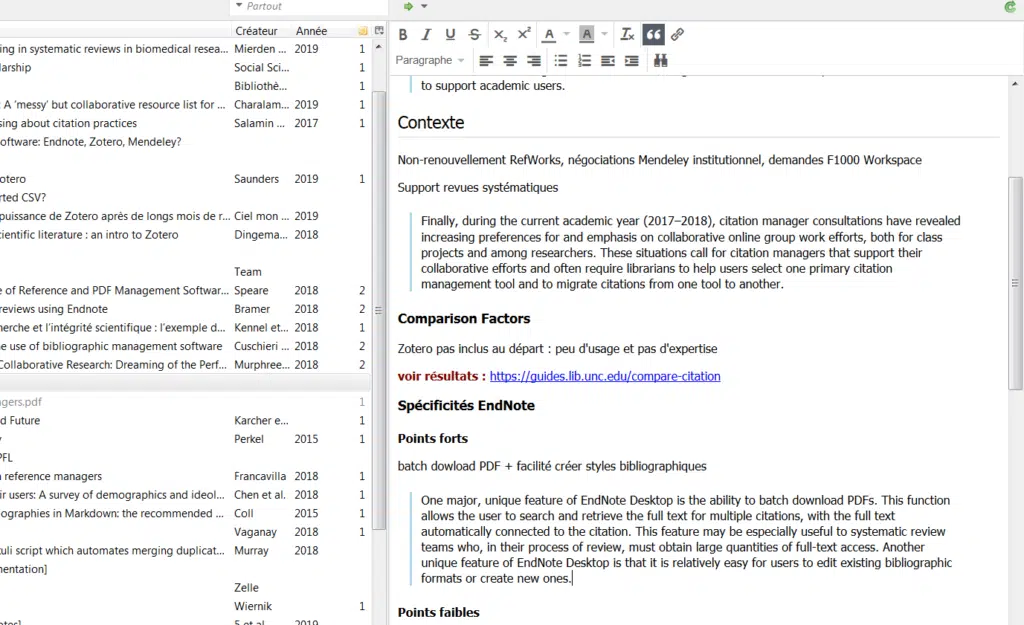 Partout
Paragraphe
Créateur Année
ing in systematic reviews in biomedical resea... Mierden ... 2019 1
larship Social Sci... 1
Bibliothè... 1
: A 'messy' but collaborative resource list for ... Charalam... 2019 1
sing about citation practices Salamin ... 2017 1
oftware: Endnote, Zotero, Mendeley?
otero Saunders 2019 1
rted CSV?
puissance de Zotero après de longs mois de r... Ciel mon ... 2019
cientific literature : an intro to Zotero Dingema... 2018
Team
e of Reference and PDF Management Softwar... Speare 2018 2
reviews using Endnote Bramer 2018 2
herche et l'intégrité scientifique : l'exemple d... Kennel et... 2018 1
he use of bibliographic management software Cuschieri ... 2018 2
Collaborative Research: Dreaming of the Perf... Murphree... 2018 2
agers.pdf 1
d Future Karcher e... 1
Perkel 2015 1
PFL
n reference managers Francavilla 2018 1
ir users: A survey of demographics and ideol... Chen et al. 2018 1
ographies in Markdown: the recommended ... Coll 2015 1
Vaganay 2018 1
uli script which automates merging duplicat... Murray 2018
nentation]
Zelle
Wiernik 1
2019
to support academic users.
Contexte
Non-renouvellement RefWorks, négociations Mendeley institutionnel, demandes F1000 Workspace
Support revues systématiques
Finally, during the current academic year (2017–2018), citation manager consultations have revealed
increasing preferences for and emphasis on collaborative online group work efforts, both for class
projects and among researchers. These situations call for citation managers that support their
collaborative efforts and often require librarians to help users select one primary citation
management tool and to migrate citations from one tool to another.
Comparison Factors
Zotero pas inclus au départ : peu d'usage et pas d'expertise
voir résultats : https://guides.lib.unc.edu/compare-citation
Spécificités EndNote
Points forts
batch dowload PDF + facilité créer styles bibliographiques
One major, unique feature of EndNote Desktop is the ability to batch download PDFs. This function
allows the user to search and retrieve the full text for multiple citations, with the full text
automatically connected to the citation. This feature may be especially useful to systematic review
teams who, in their process of review, must obtain large quantities of full-text access. Another
unique feature of EndNote Desktop is that it is relatively easy for users to edit existing bibliographic
formats or create new ones.
Points faibles